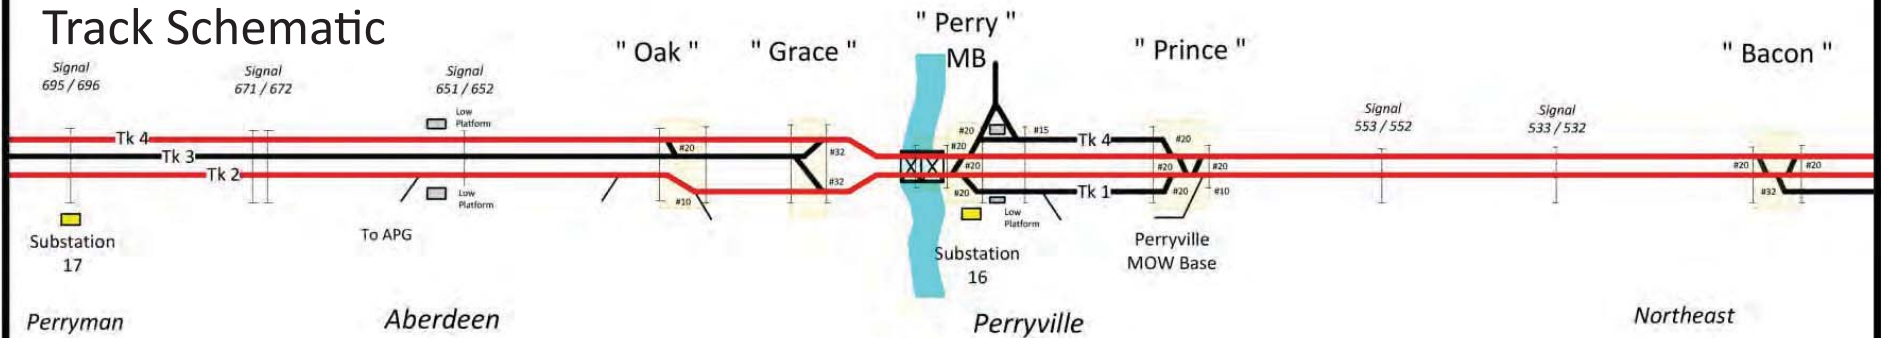 Track Schematic
" Oak "
" Grace "
" Perry "
MB
" Prince "
" Bacon "
Signal
695 / 696
Signal
671 / 672
Signal
651 / 652
Signal
553 / 552
Signal
533 / 532
Low
Platform
Tk 4
Tk 3
Tk 2
#20
#32
#32
#10
#20
#15
Tk 4
#20
#20
#20
#20
#20
#20
#20
#20
#32
#20
Tk 1
#20
#10
Low
Platform
Low
Platform
Substation
17
To APG
Substation
16
Perryville
MOW Base
Perryman
Aberdeen
Perryville
Northeast